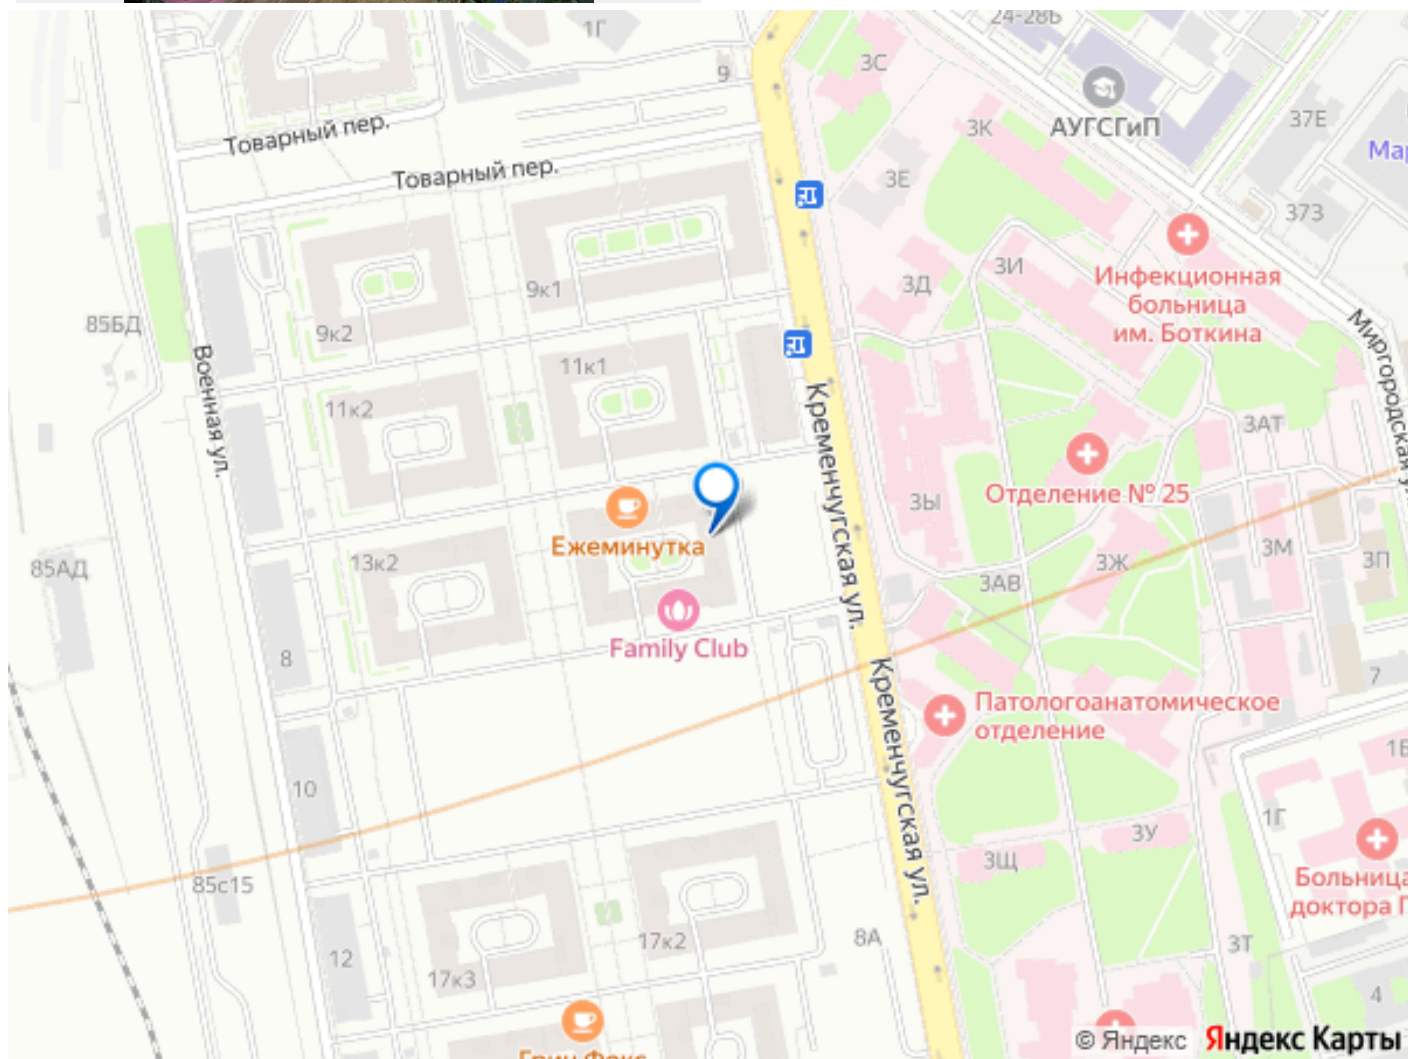 24-28Б
1Г
3С
9
АУГСГиП
37Е
3К
Товарный пер.
Товарный пер.
3Е
373
Инфекционная
больница
им. Боткина
3И
3Д
9к1
85БД
9к2
Военная ул.
11к1
11к2
Кременчугская ул.
Миргородская ул.
3АТ
Отделение № 25
3Ы
Ежеминутка
13к2
85АД
3Ж
3М
3П
3АВ
Family Club
8
7
Кременчугская ул.
Патологоанатомическое
отделение
1Г
10
3У
3Щ
85с15
Больница
доктора
17к2
8А
3Т
12
17к3
4
© Яндекс
Яндекс Карты